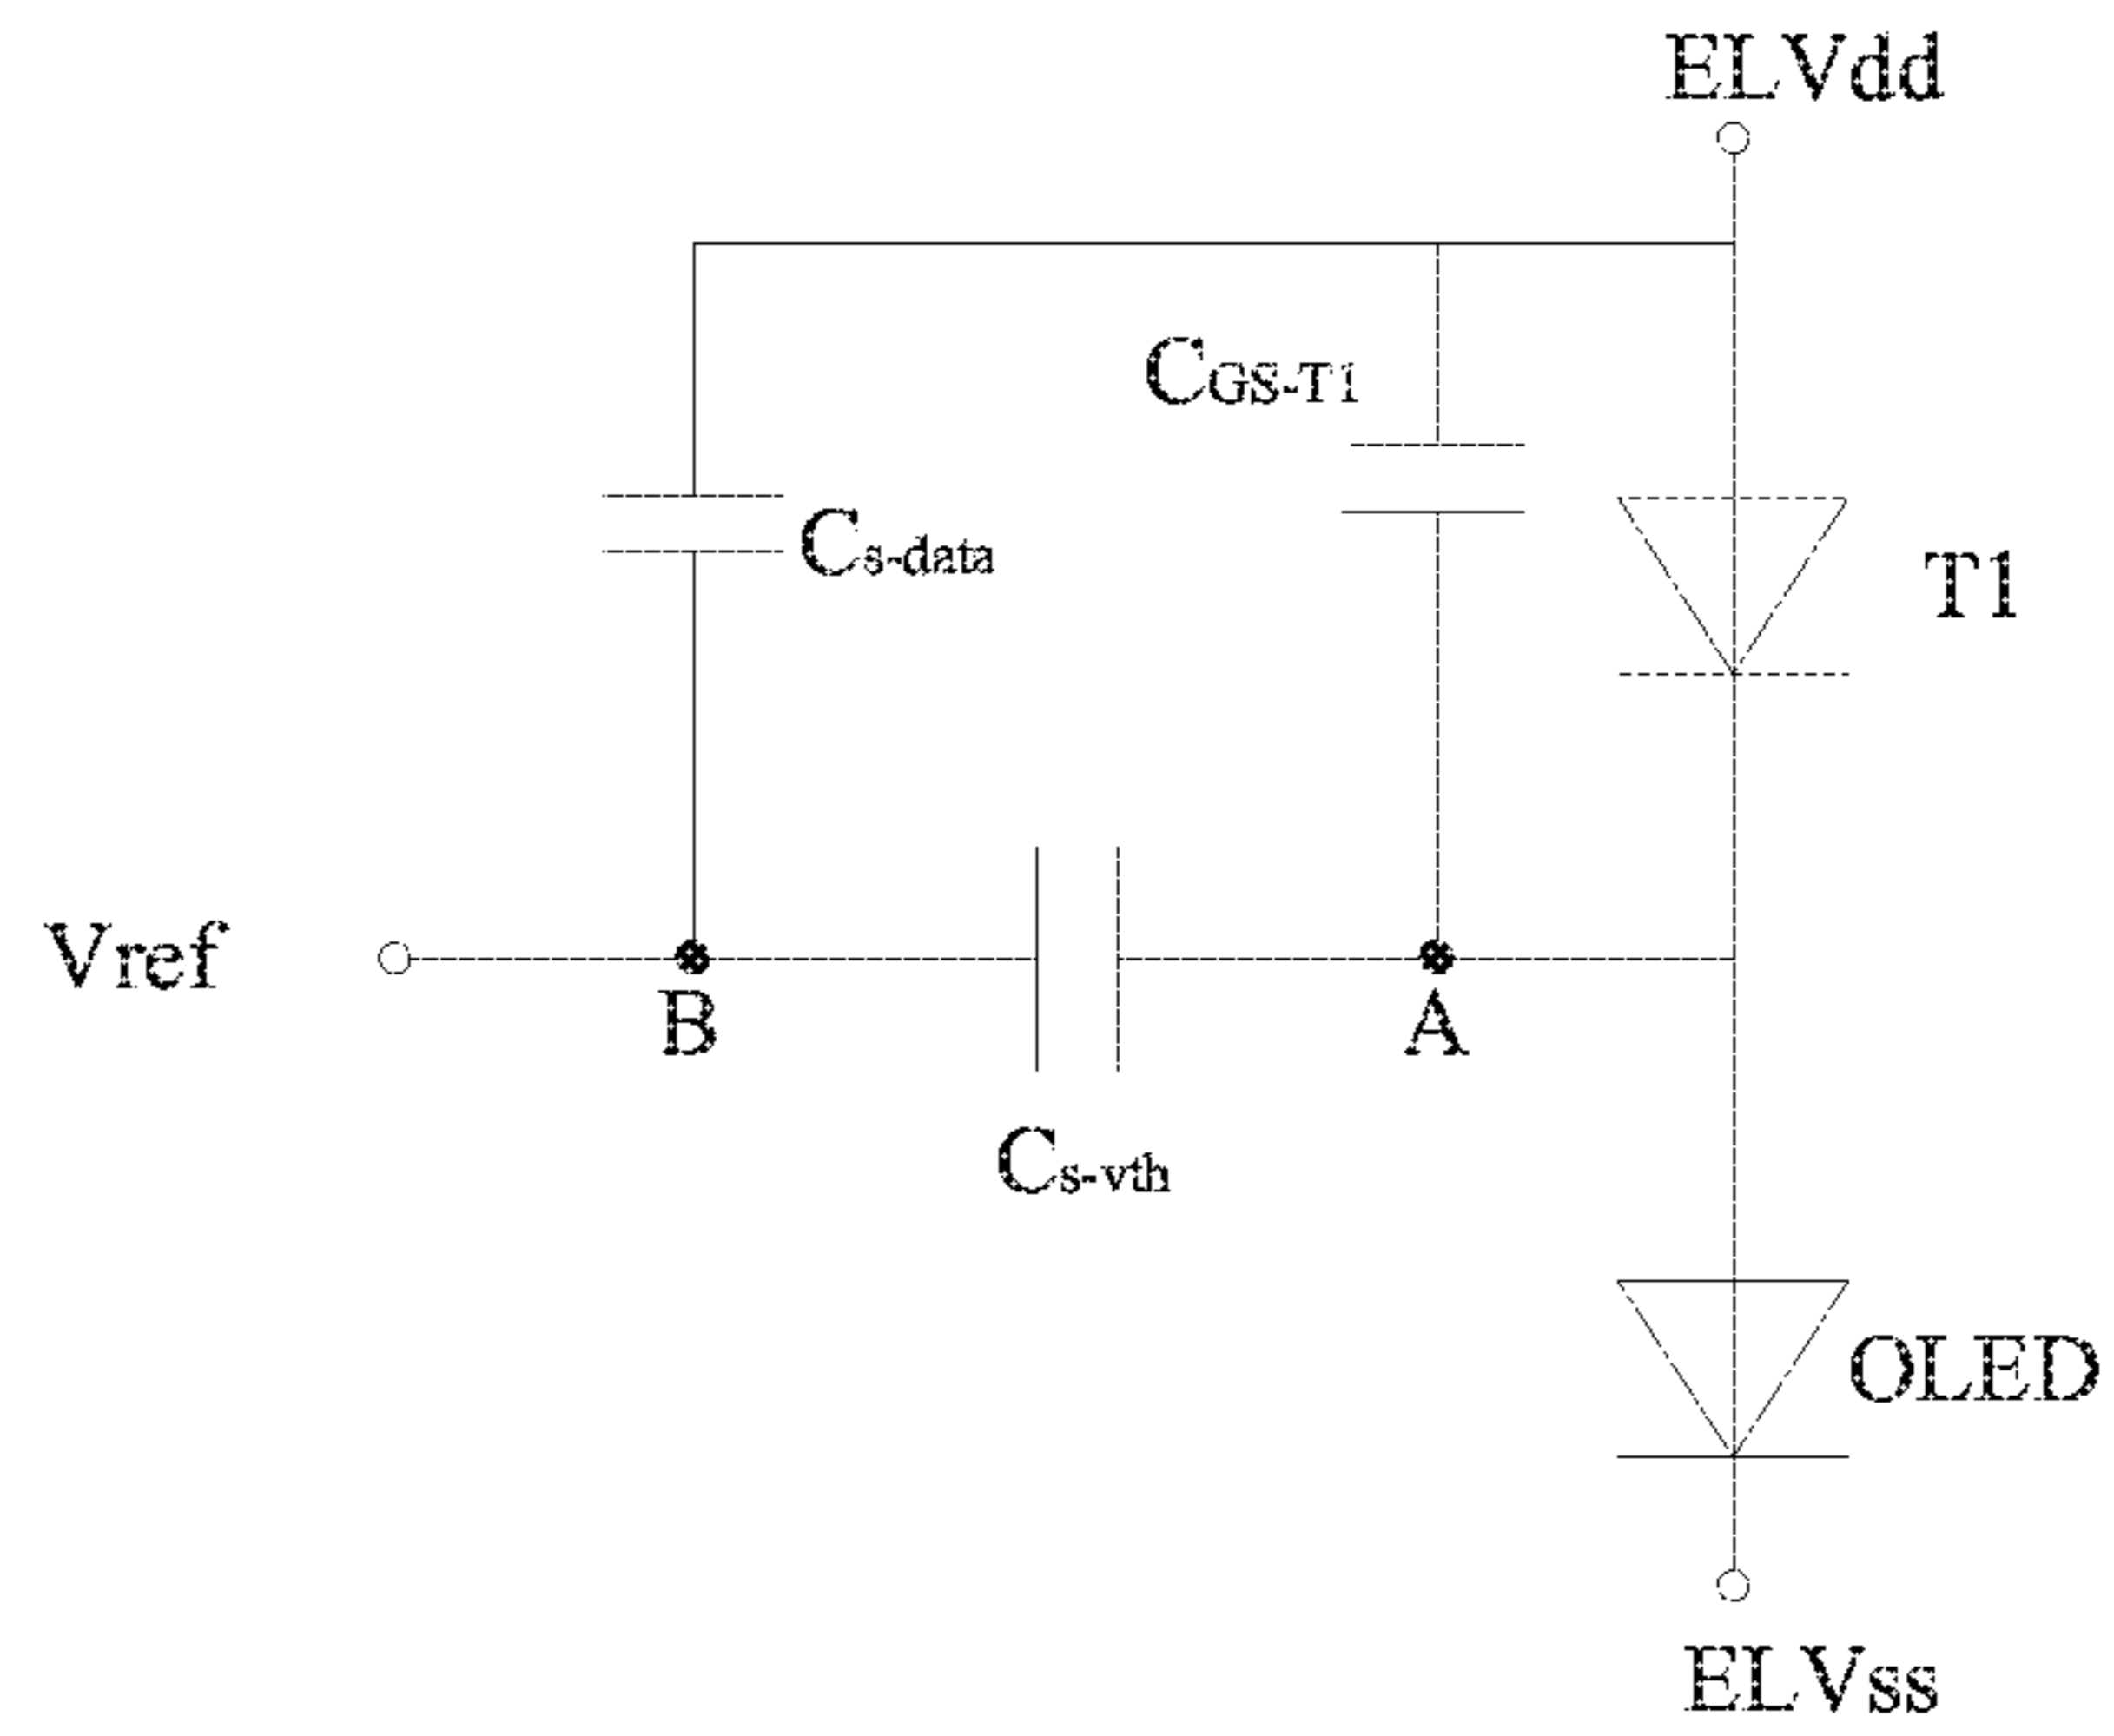 ELVdd
CGS-T1
Cs-data
T1
Vref
B
A
Cs-vth
OLED
ELVss